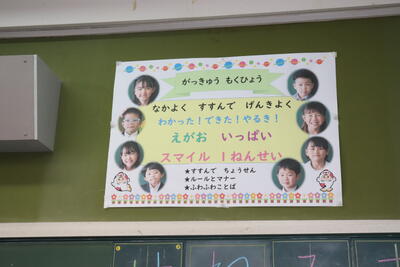 がっきゅう もくひょう
なかよく すすんで げんきよく
わかった！できた！やるき！
えがお いっぱい
スマイル １ねんせい
★すすんで ちょうせん
★ルールとマナー
★ふわふわことば